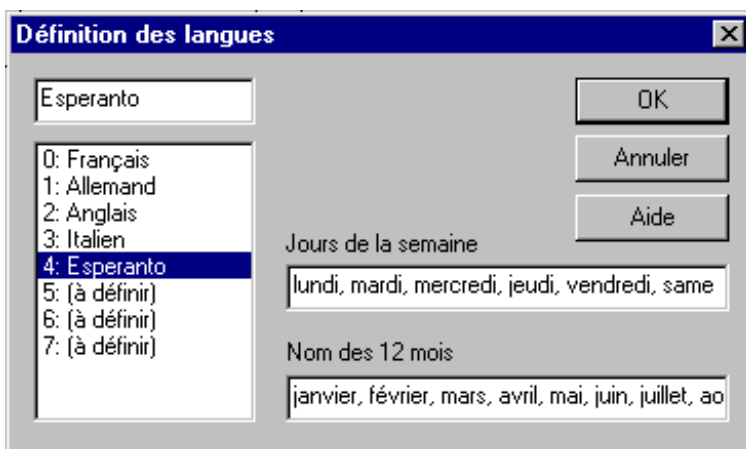 Définition des langues
Esperanto
OK
0: Français
1: Allemand
2: Anglais
3: Italien
4: Esperanto
5: (à définir)
6: (à définir)
7: (à définir)
Annuler
Aide
Jours de la semaine
lundi, mardi, mercredi, jeudi, vendredi, same
Nom des 12 mois
janvier, février, mars, avril, mai, juin, juillet, ao